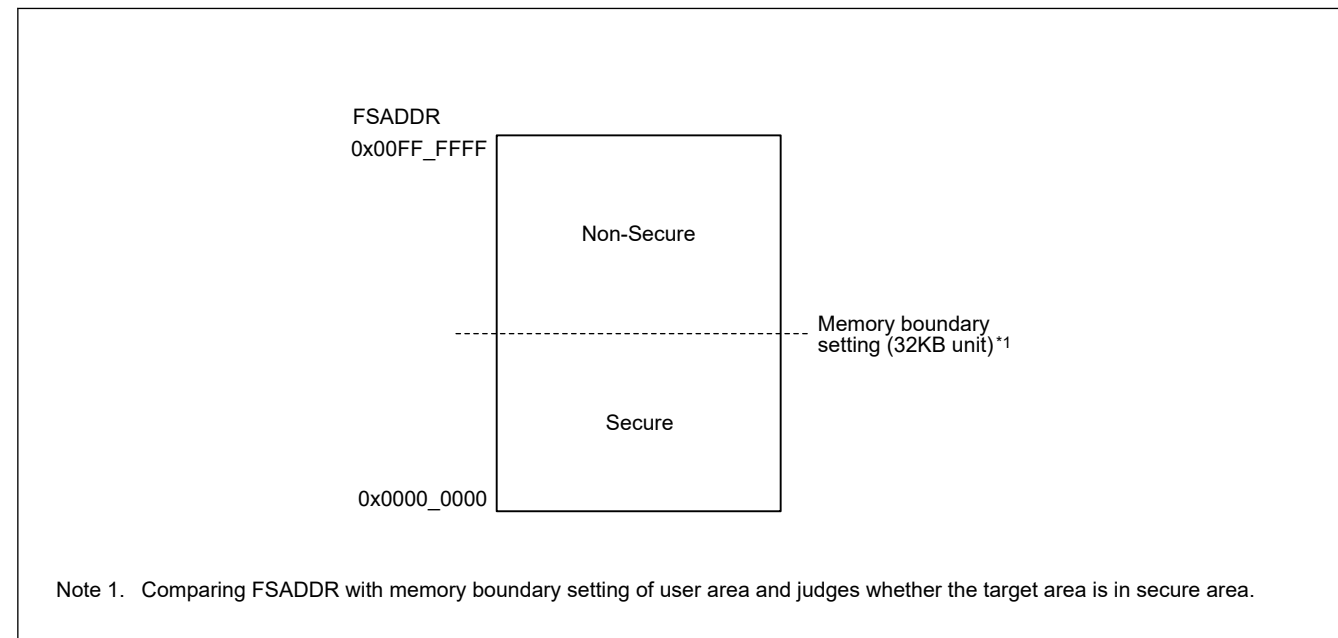 FSADDR
0x00FF_FFFF
Non-Secure
Memory boundary
setting (32KB unit)*1
Secure
0x0000_0000
Note 1. Comparing FSADDR with memory boundary setting of user area and judges whether the target area is in secure area.